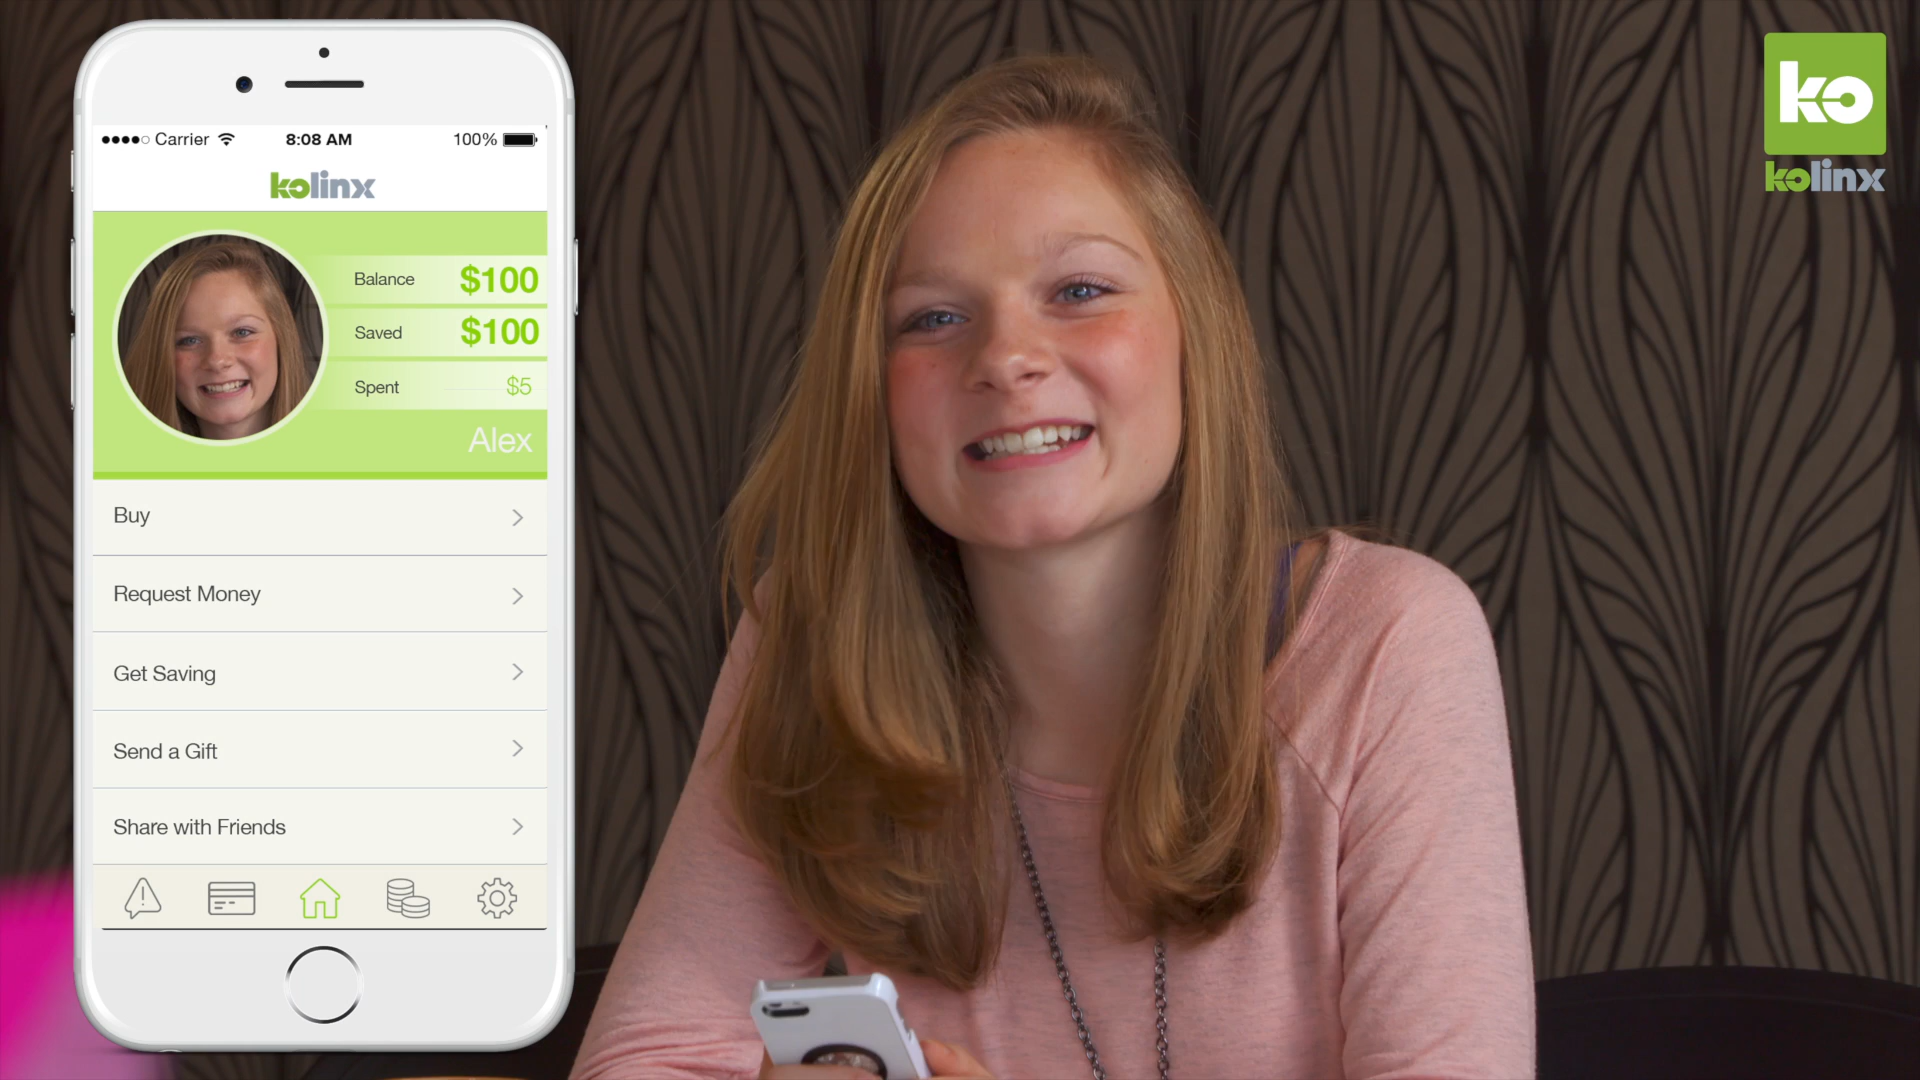 Carrier 8:08 AM 100%
kolinx
Balance $100
Saved $100
Spent $5
Alex
Buy
Request Money
Get Saving
Send a Gift
Share with Friends
ko
kolinx